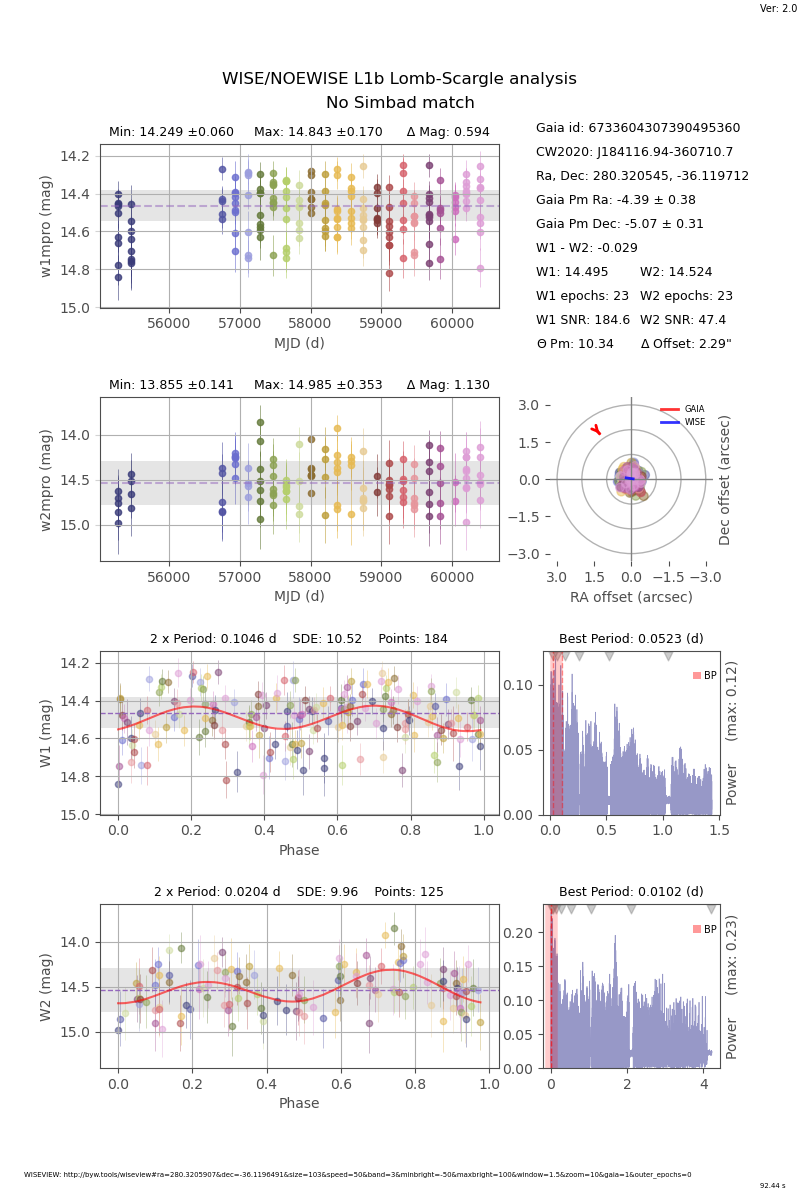 Ver: 2.0
WISE/NOEWISE L1b Lomb-Scargle analysis
No Simbad match
Min: 14.249 ±0.060 Max: 14.843 ±0.170 Δ Mag: 0.594
14.2
14.4
14.6
14.8
15.0
w1mpro (mag)
56000 57000 58000 59000 60000
MJD (d)
Gaia id: 6733604307390495360
CW2020: J184116.94-360710.7
Ra, Dec: 280.320545, -36.119712
Gaia Pm Ra: -4.39 ± 0.38
Gaia Pm Dec: -5.07 ± 0.31
W1 - W2: -0.029
W1: 14.495 W2: 14.524
W1 epochs: 23 W2 epochs: 23
W1 SNR: 184.6 W2 SNR: 47.4
Θ Pm: 10.34 Δ Offset: 2.29"
Min: 13.855 ±0.141 Max: 14.985 ±0.353 Δ Mag: 1.130
14.0
14.5
15.0
w2mpro (mag)
56000 57000 58000 59000 60000
MJD (d)
GAIA
WISE
3.0
1.5
0.0
−1.5
−3.0
3.0 1.5 0.0 −1.5 −3.0
RA offset (arcsec)
Dec offset (arcsec)
2 x Period: 0.1046 d SDE: 10.52 Points: 184
14.2
14.4
14.6
14.8
15.0
W1 (mag)
0.0 0.2 0.4 0.6 0.8 1.0
Phase
Best Period: 0.0523 (d)
BP
0.10
0.05
0.00
0.0 0.5 1.0 1.5
Power (max: 0.12)
2 x Period: 0.0204 d SDE: 9.96 Points: 125
14.0
14.5
15.0
W2 (mag)
0.0 0.2 0.4 0.6 0.8 1.0
Phase
Best Period: 0.0102 (d)
BP
0.20
0.15
0.10
0.05
0.00
0 2 4
Power (max: 0.23)
WISEVIEW: http://byw.tools/wiseview#ra=280.3205907&dec=-36.1196491&size=103&speed=50&band=3&minbright=-50&maxbright=100&window=1.5&zoom=10&gaia=1&outer_epochs=0
92.44 s